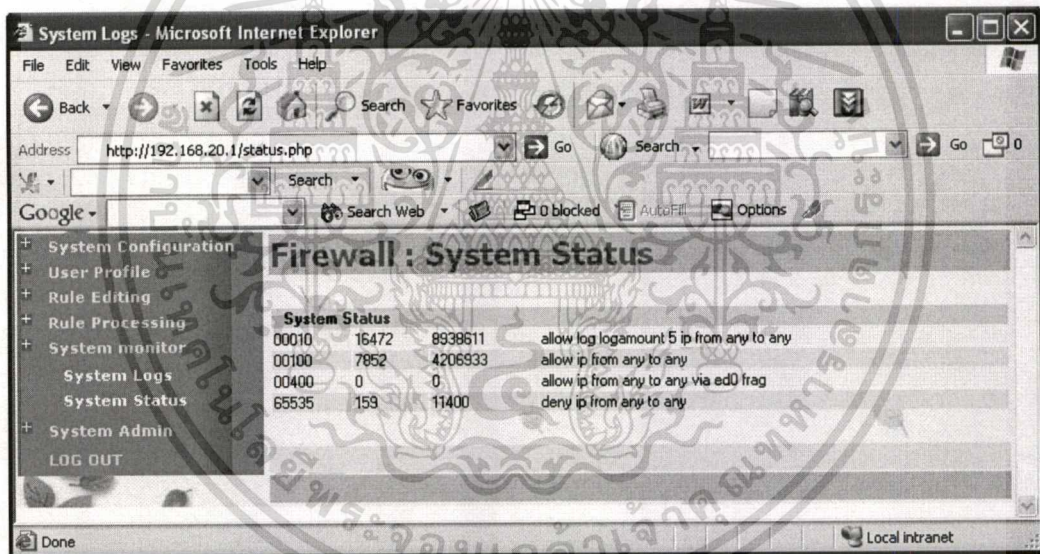 System Logs - Microsoft Internet Explorer
File Edit View Favorites Tools Help
Back Search Favorites
Address http://192.168.20.1/status.php Go Search Go 0
Search
Google Search Web 0 blocked AutoFill Options
Firewall : System Status
System Configuration
User Profile
Rule Editing
Rule Processing
System monitor
System Logs
System Status
System Admin
LOG OUT
System Status
00010 16472 8938611 allow log logamount 5 ip from any to any
00100 7852 4206933 allow ip from any to any
00400 0 0 allow ip from any to any via ed0 frag
65535 159 11400 deny ip from any to any
Done Local intranet